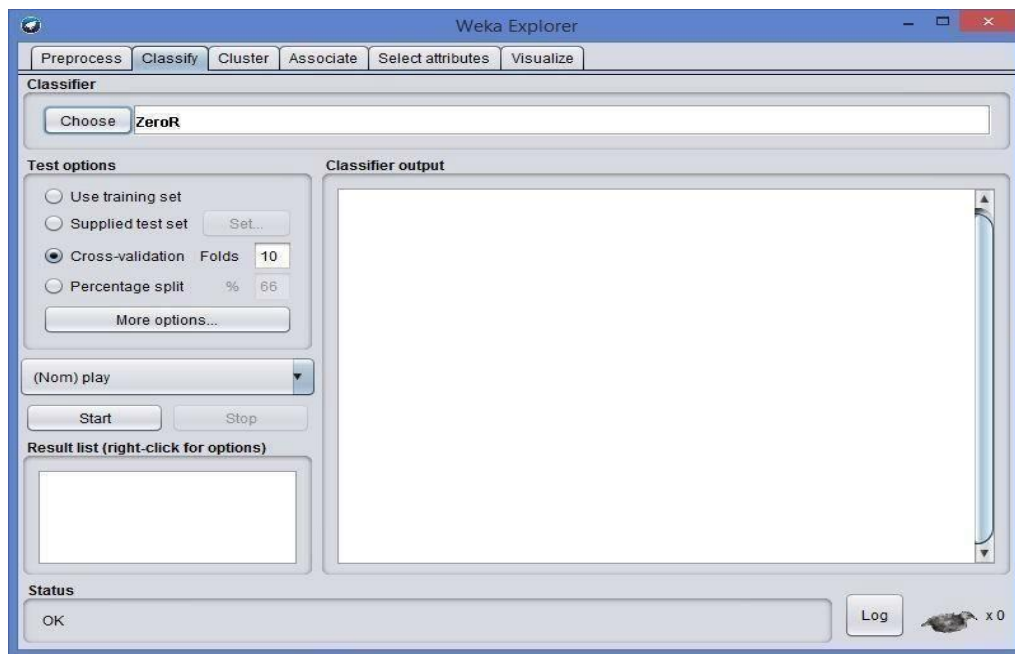 Weka Explorer
Preprocess Classify Cluster Associate Select attributes Visualize
Classifier
Choose ZeroR
Test options
Use training set
Supplied test set Set...
Cross-validation Folds 10
Percentage split % 66
More options...
(Nom) play
Start Stop
Result list (right-click for options)
Classifier output
Status
OK
Log x 0